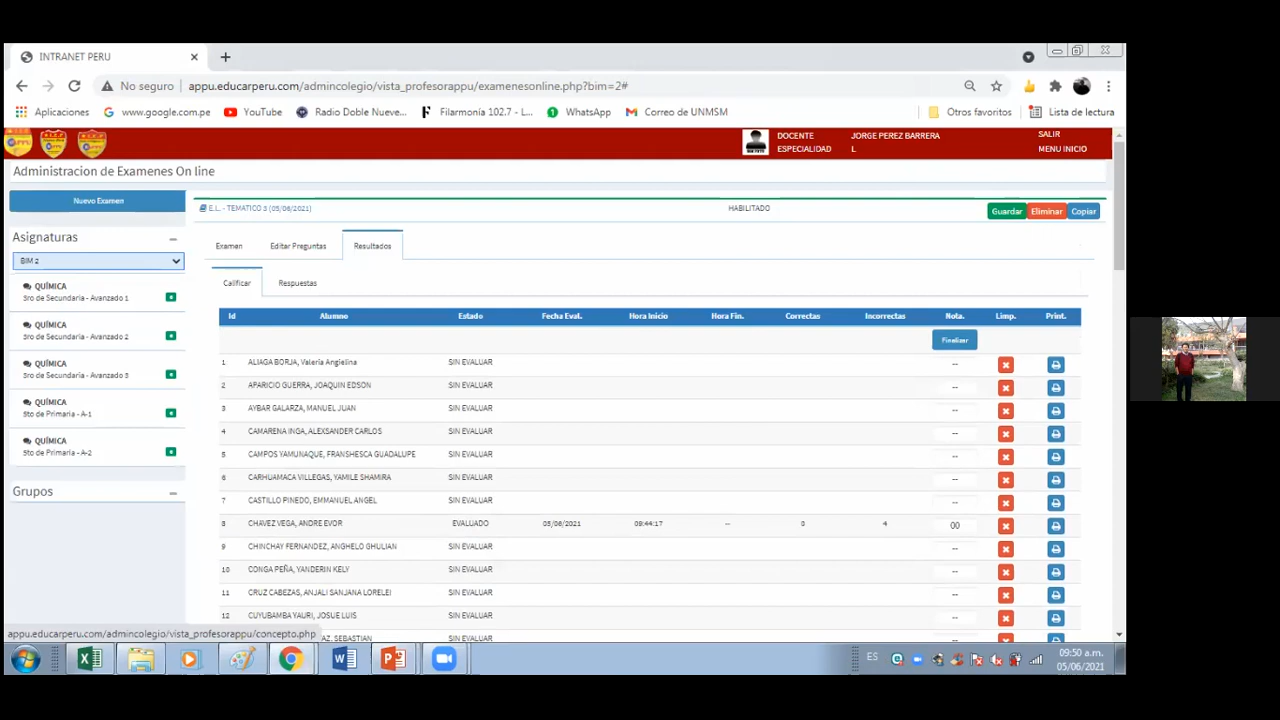 INTRANET PERU
No seguro appu.educarperu.com/admincolegio/vista_profesorappu/examenesonline.php?bim=2#
Aplicaciones www.google.com.pe YouTube Radio Doble Nueve... Filarmonía 102.7 - L... WhatsApp Correo de UNMSM Otros favoritos Lista de lectura
DOCENTE JORGE PEREZ BARRERA SALIR
ESPECIALIDAD L MENU INICIO
Administracion de Examenes On line
Nuevo Examen
E.L. - TEMATICO 3 (05/06/2021) HABILITADO Guardar Eliminar Copiar
Asignaturas
BIM 2
QUÍMICA
3ro de Secundaria - Avanzado 1
QUÍMICA
3ro de Secundaria - Avanzado 2
QUÍMICA
3ro de Secundaria - Avanzado 3
QUÍMICA
5to de Primaria - A-1
QUÍMICA
5to de Primaria - A-2
Grupos
Examen Editar Preguntas Resultados
Calificar Respuestas
Id Alumno Estado Fecha Eval. Hora Inicio Hora Fin. Correctas Incorrectas Nota. Limp. Print.
Finalizar
1 ALIAGA BORJA, Valeria Angielina SIN EVALUAR --
2 APARICIO GUERRA, JOAQUIN EDSON SIN EVALUAR --
3 AYBAR GALARZA, MANUEL JUAN SIN EVALUAR --
4 CAMARENA INGA, ALEXSANDER CARLOS SIN EVALUAR --
5 CAMPOS YAMUNAQUE, FRANSHESCA GUADALUPE SIN EVALUAR --
6 CARHUAMACA VILLEGAS, YAMILE SHAMIRA SIN EVALUAR --
7 CASTILLO PINEDO, EMMANUEL ANGEL SIN EVALUAR --
8 CHAVEZ VEGA, ANDRE EVOR EVALUADO 05/06/2021 09:44:17 -- 0 4 00
9 CHINCHAY FERNANDEZ, ANGHELO GHULIAN SIN EVALUAR --
10 CONGA PEÑA, YANDERIN KELY SIN EVALUAR --
11 CRUZ CABEZAS, ANJALI SANJANA LORELEI SIN EVALUAR --
12 CUYUBAMBA YAURI, JOSUE LUIS SIN EVALUAR --
AZ, SEBASTIAN SIN EVALUAR --
appu.educarperu.com/admincolegio/vista_profesorappu/concepto.php
ES 09:50 a.m.
05/06/2021